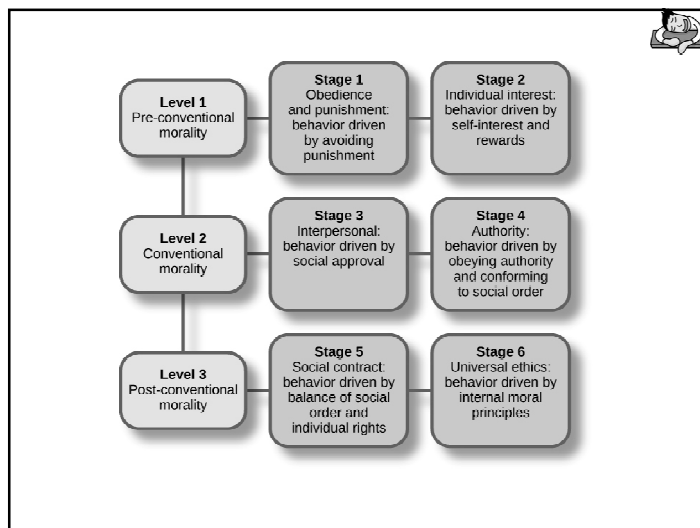 Level 1
Pre-conventional
morality
Stage 1
Obedience
and punishment:
behavior driven
by avoiding
punishment
Stage 2
Individual interest:
behavior driven by
self-interest and
rewards
Level 2
Conventional
morality
Stage 3
Interpersonal:
behavior driven by
social approval
Stage 4
Authority:
behavior driven by
obeying authority
and conforming
to social order
Level 3
Post-conventional
morality
Stage 5
Social contract:
behavior driven by
balance of social
order and
individual rights
Stage 6
Universal ethics:
behavior driven by
internal moral
principles